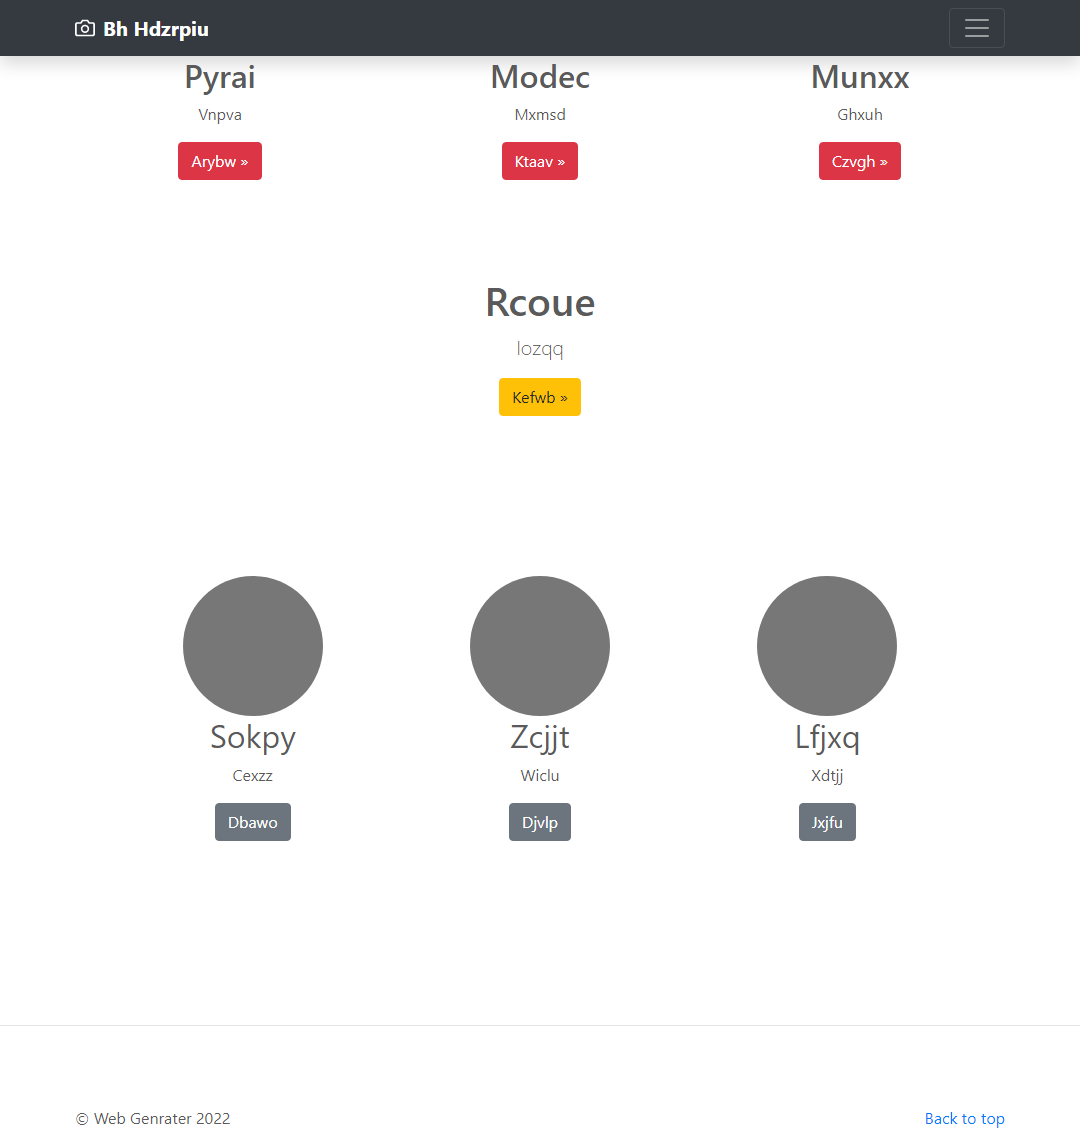 Bh Hdzrpiu
Pyrai
Vnpva
Arybw »
Modec
Mxmsd
Ktaav »
Munxx
Ghxuh
Czvgh »
Rcoue
Kefwb »
Sokpy
Cexzz
Dbawo
Zcjjt
Wiclu
Djvlp
Lfjxq
Xdtjj
Jxjfu
© Web Genrater 2022
Back to top